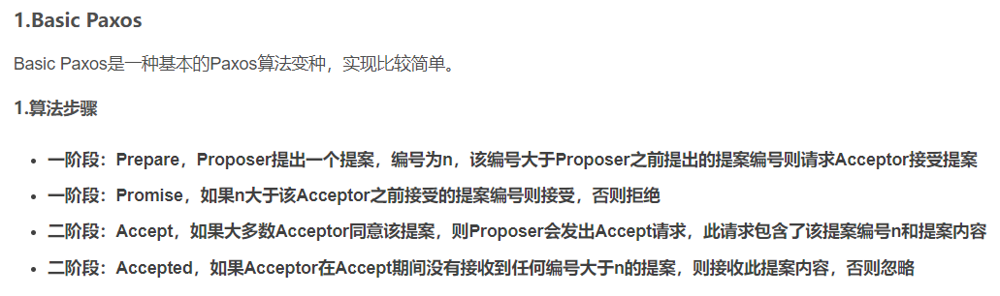 1.Basic Paxos
Basic Paxos是一种基本的Paxos算法变种，实现比较简单。
1.算法步骤
• 一阶段：Prepare，Proposer提出一个提案，编号为n，该编号大于Proposer之前提出的提案编号则请求Acceptor接受提案
• 一阶段：Promise，如果n大于该Acceptor之前接受的提案编号则接受，否则拒绝
• 二阶段：Accept，如果大多数Acceptor同意该提案，则Proposer会发出Accept请求，此请求包含了该提案编号n和提案内容
• 二阶段：Accepted，如果Acceptor在Accept期间没有接收到任何编号大于n的提案，则接收此提案内容，否则忽略